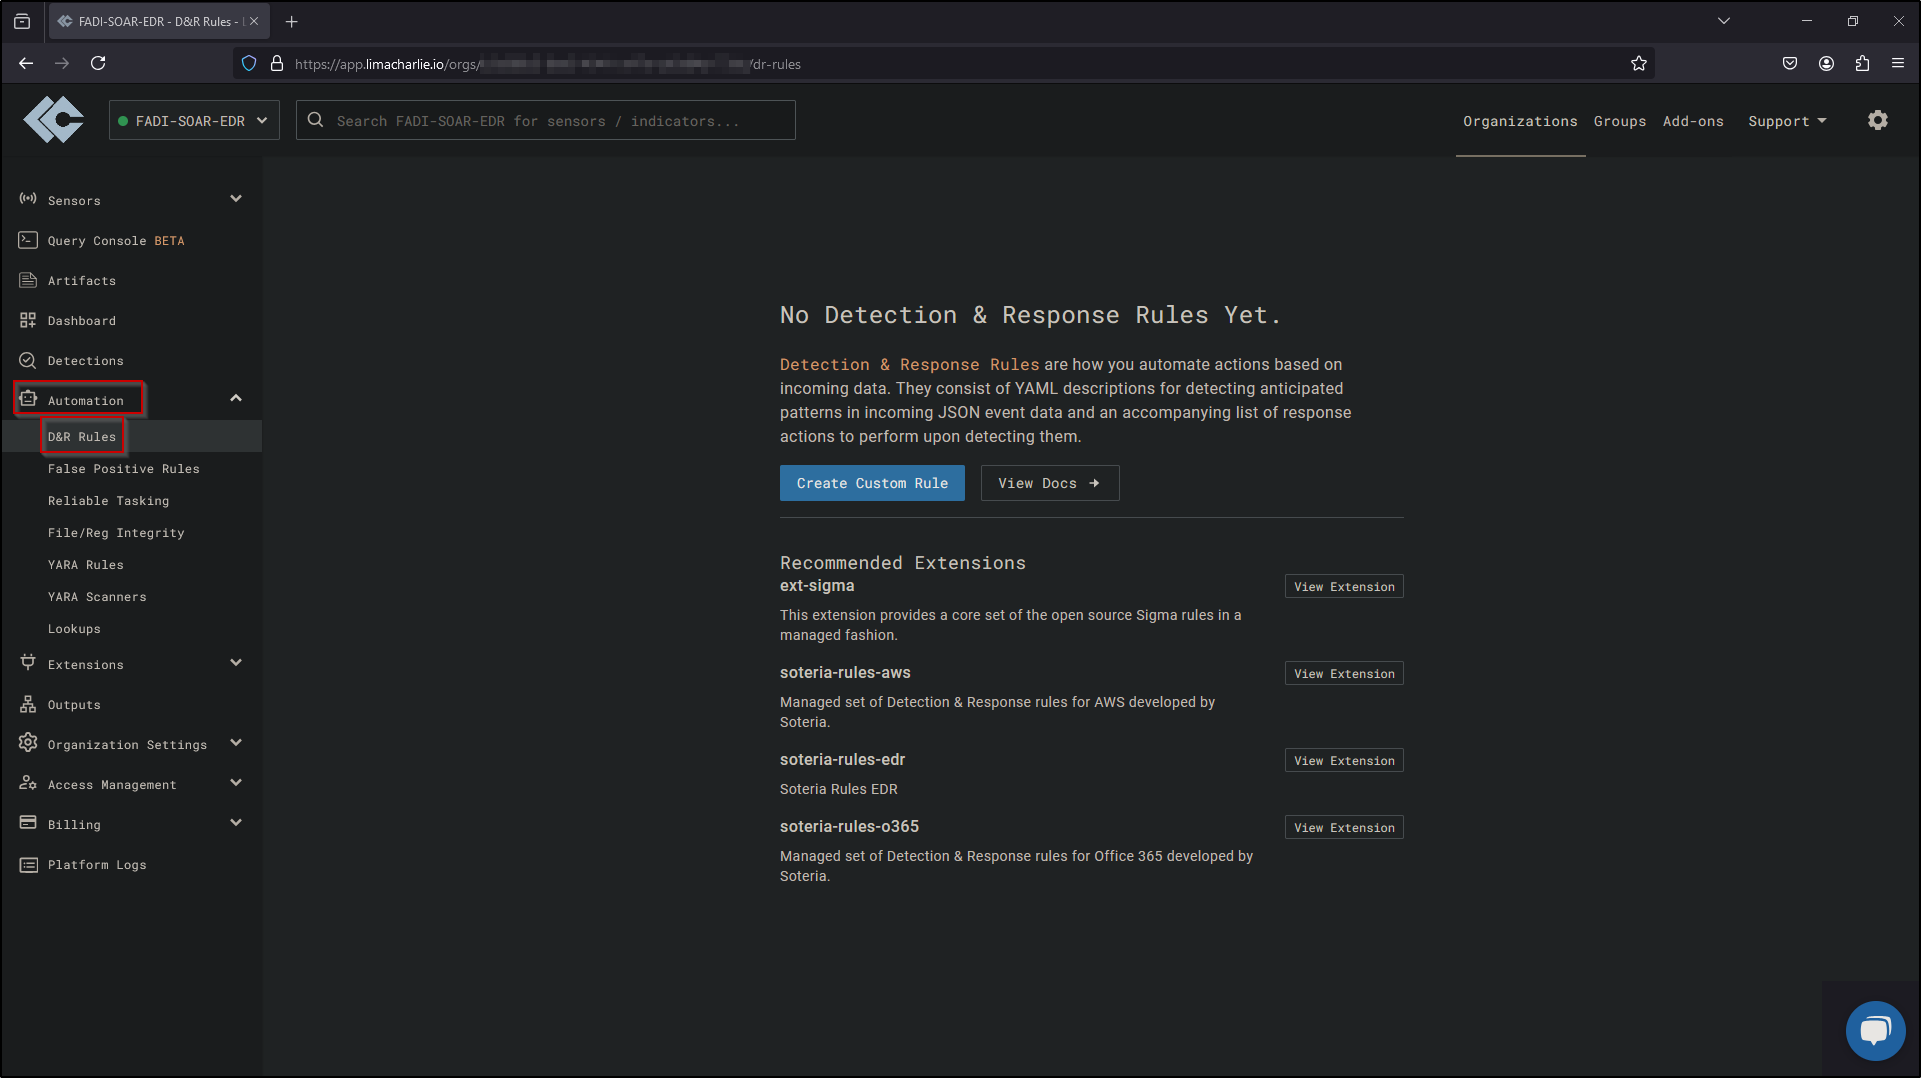 FADI-SOAR-EDR - D&R Rules -
https://app.limacharlie.io/orgs/ /dr-rules
FADI-SOAR-EDR
Search FADI-SOAR-EDR for sensors / indicators...
Organizations
Groups
Add-ons
Support
Sensors
Query Console BETA
Artifacts
Dashboard
Detections
Automation
D&R Rules
False Positive Rules
Reliable Tasking
File/Reg Integrity
YARA Rules
YARA Scanners
Lookups
Extensions
Outputs
Organization Settings
Access Management
Billing
Platform Logs
No Detection & Response Rules Yet.
Detection & Response Rules are how you automate actions based on
incoming data. They consist of YAML descriptions for detecting anticipated
patterns in incoming JSON event data and an accompanying list of response
actions to perform upon detecting them.
Create Custom Rule
View Docs →
Recommended Extensions
ext-sigma
View Extension
This extension provides a core set of the open source Sigma rules in a
managed fashion.
soteria-rules-aws
View Extension
Managed set of Detection & Response rules for AWS developed by
Soteria.
soteria-rules-edr
View Extension
Soteria Rules EDR
soteria-rules-o365
View Extension
Managed set of Detection & Response rules for Office 365 developed by
Soteria.